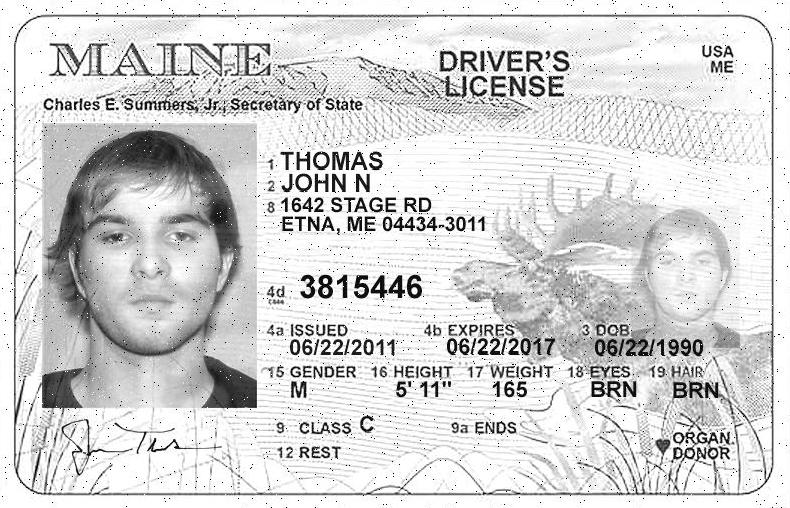 MAINE
DRIVER'S LICENSE
USA
ME
Charles E. Summers, Jr., Secretary of State
1 THOMAS
2 JOHN N
8 1642 STAGE RD
ETNA, ME 04434-3011
4d 3815446
4a ISSUED 4b EXPIRES 3 DOB
06/22/2011 06/22/2017 06/22/1990
15 GENDER 16 HEIGHT 17 WEIGHT 18 EYES 19 HAIR
M 5' 11" 165 BRN BRN
9 CLASS C 9a ENDS
12 REST
ORGAN
DONOR